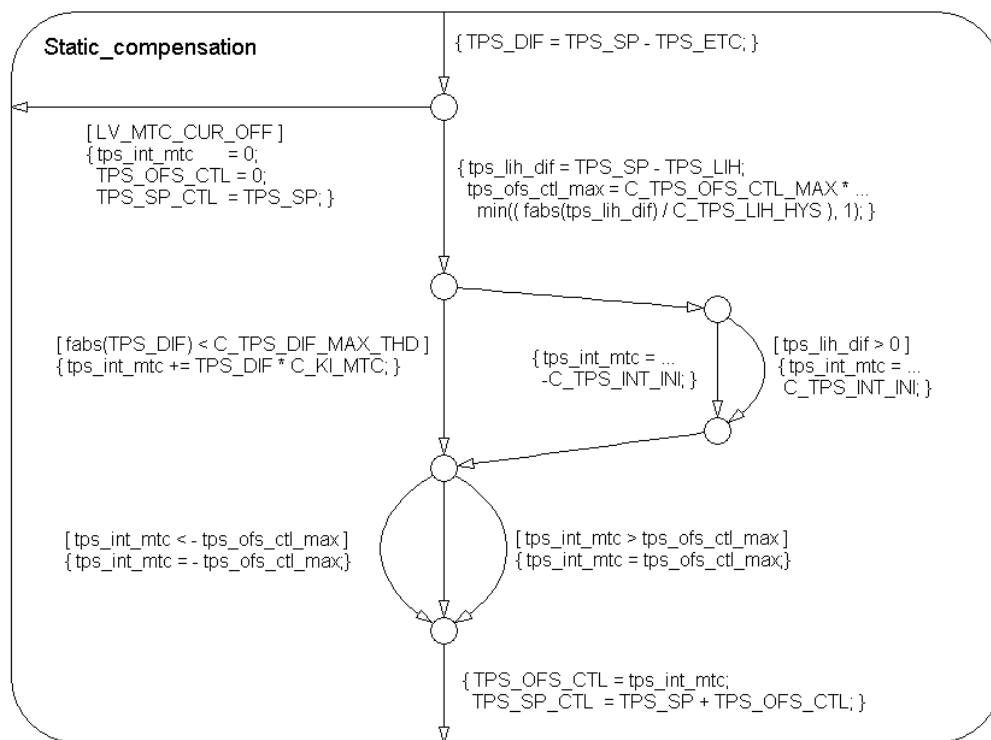 Static_compensation
{ TPS_DIF = TPS_SP - TPS_ETC; }
[ LV_MTC_CUR_OFF ]
{ tps_int_mtc = 0;
TPS_OFS_CTL = 0;
TPS_SP_CTL = TPS_SP; }
{ tps_lih_dif = TPS_SP - TPS_LIH;
tps_ofs_ctl_max = C_TPS_OFS_CTL_MAX * ...
min(( fabs(tps_lih_dif) / C_TPS_LIH_HYS ), 1); }
[ fabs(TPS_DIF) < C_TPS_DIF_MAX_THD ]
{ tps_int_mtc += TPS_DIF * C_KI_MTC; }
{ tps_int_mtc = ...
-C_TPS_INT_INI; }
[ tps_lih_dif > 0 ]
{ tps_int_mtc = ...
C_TPS_INT_INI; }
[ tps_int_mtc < - tps_ofs_ctl_max ]
{ tps_int_mtc = - tps_ofs_ctl_max;}
[ tps_int_mtc > tps_ofs_ctl_max ]
{ tps_int_mtc = tps_ofs_ctl_max;}
{ TPS_OFS_CTL = tps_int_mtc;
TPS_SP_CTL = TPS_SP + TPS_OFS_CTL; }